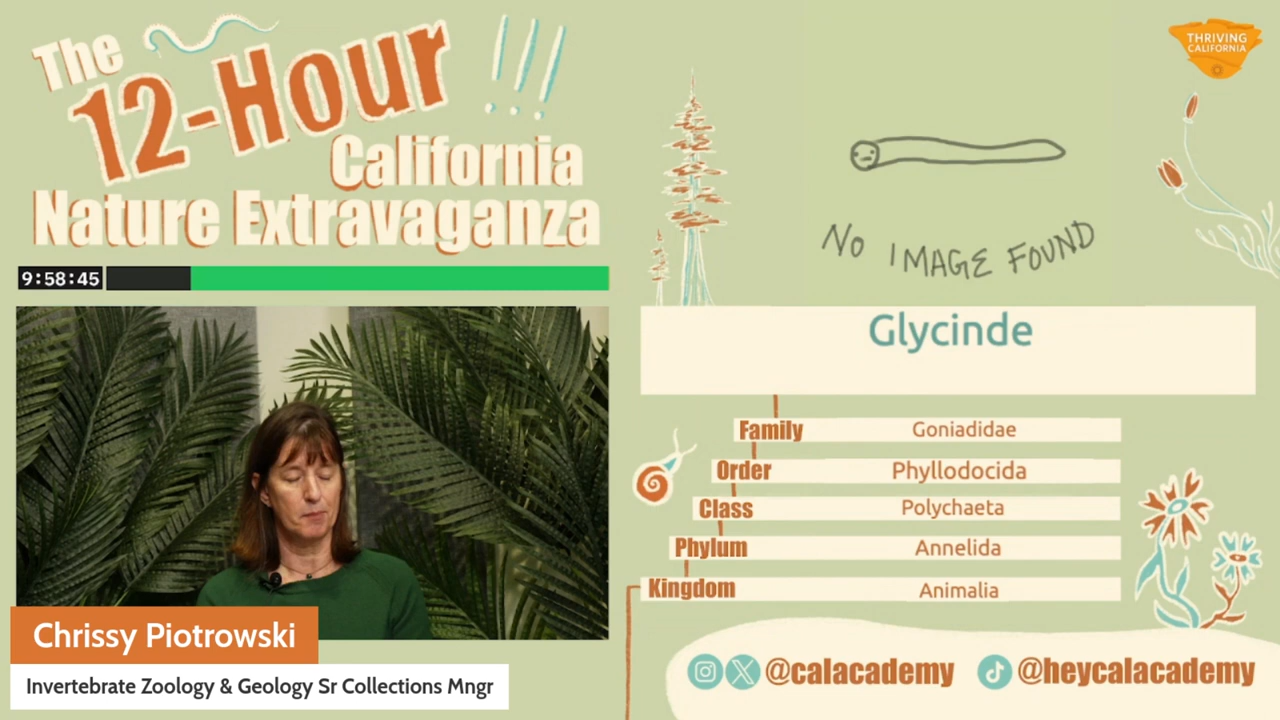 The
12-Hour!!!
California
Nature Extravaganza
9:58:45
Chrissy Piotrowski
Invertebrate Zoology & Geology Sr Collections Mngr
THRIVING
CALIFORNIA
NO IMAGE FOUND
Glycinde
Family Goniadidae
Order Phyllodocida
Class Polychaeta
Phylum Annelida
Kingdom Animalia
@calacademy @heycalacademy